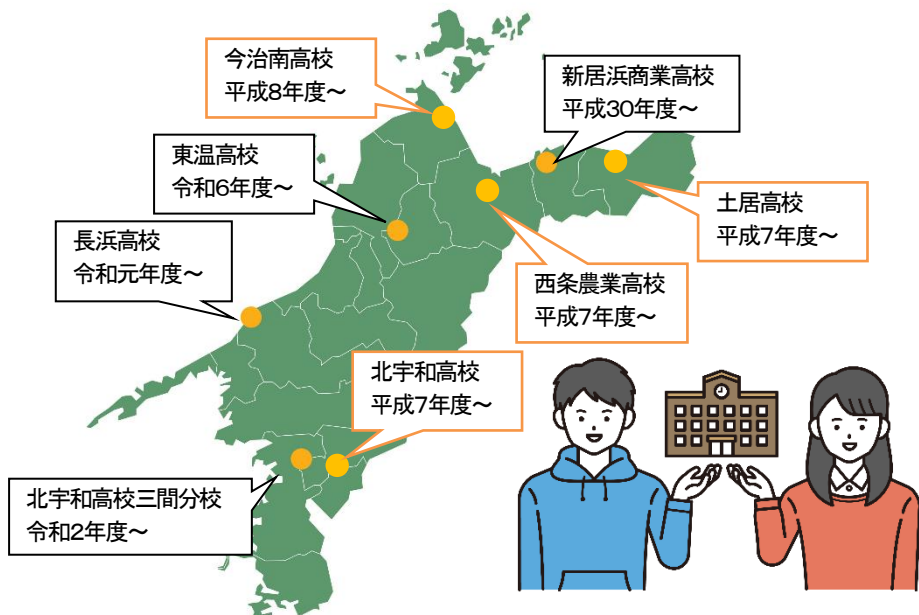 今治南高校
平成8年度～
新居浜商業高校
平成30年度～
東温高校
令和6年度～
土居高校
平成7年度～
長浜高校
令和元年度～
西条農業高校
平成7年度～
北宇和高校
平成7年度～
北宇和高校三間分校
令和2年度～